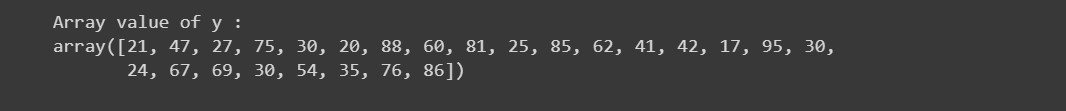 Array value of y :
array([21, 47, 27, 75, 30, 20, 88, 60, 81, 25, 85, 62, 41, 42, 17, 95, 30,
24, 67, 69, 30, 54, 35, 76, 86])